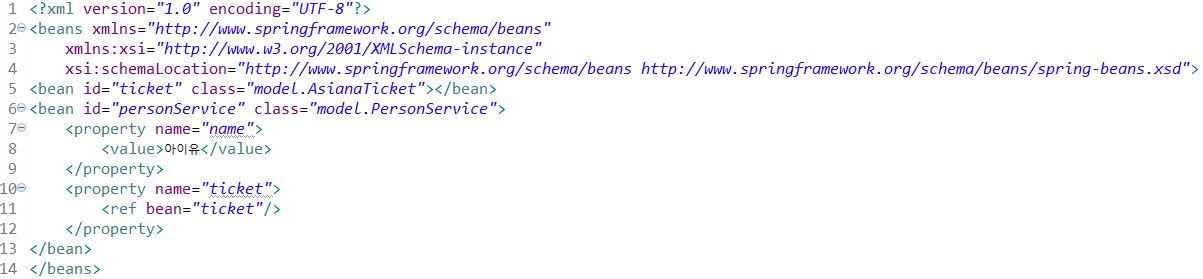 1 <?xml version="1.0" encoding="UTF-8"?>
2 <beans xmlns="http://www.springframework.org/schema/beans"
3     xmlns:xsi="http://www.w3.org/2001/XMLSchema-instance"
4     xsi:schemaLocation="http://www.springframework.org/schema/beans http://www.springframework.org/schema/beans/spring-beans.xsd">
5 <bean id="ticket" class="model.AsianaTicket"></bean>
6 <bean id="personService" class="model.PersonService">
7     <property name="name">
8         <value>아이유</value>
9     </property>
10     <property name="ticket">
11         <ref bean="ticket"/>
12     </property>
13 </bean>
14 </beans>